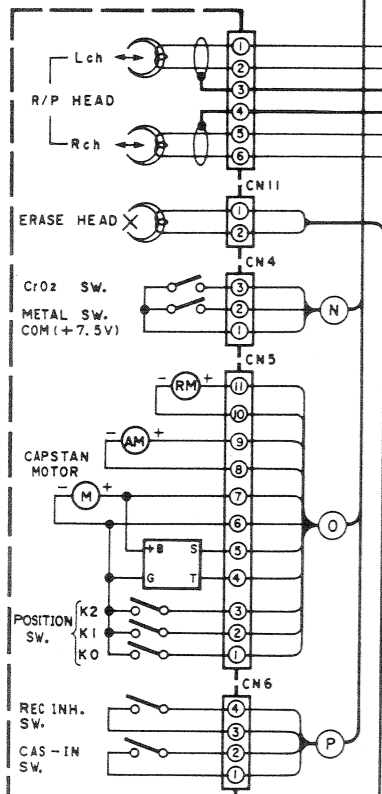 Lch
R/P HEAD
Rch
1
2
3
4
5
6
CN11
ERASE HEAD
1
2
CN4
CrO2 SW.
METAL SW.
COM (+7.5V)
3
2
1
N
CN5
- RM +
11
10
- AM +
9
8
CAPSTAN
MOTOR
- M +
7
6
+B S
G T
5
4
O
POSITION
SW.
K2
K1
K0
3
2
1
CN6
REC INH.
SW.
CAS-IN
SW.
4
3
2
1
P